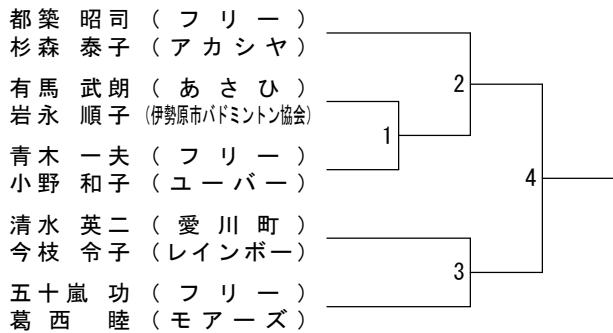 都築 昭司 (フリー)
杉森 泰子 (アカシヤ)
有馬 武朗 (あさひ)
岩永 順子 (伊勢原市バドミントン協会)
青木 一夫 (フリー)
小野 和子 (ユーバー)
清水 英二 (愛川町)
今枝 令子 (レインボー)
五十嵐 功 (フリー)
葛西 睦 (モアーズ)
2
1
4
3